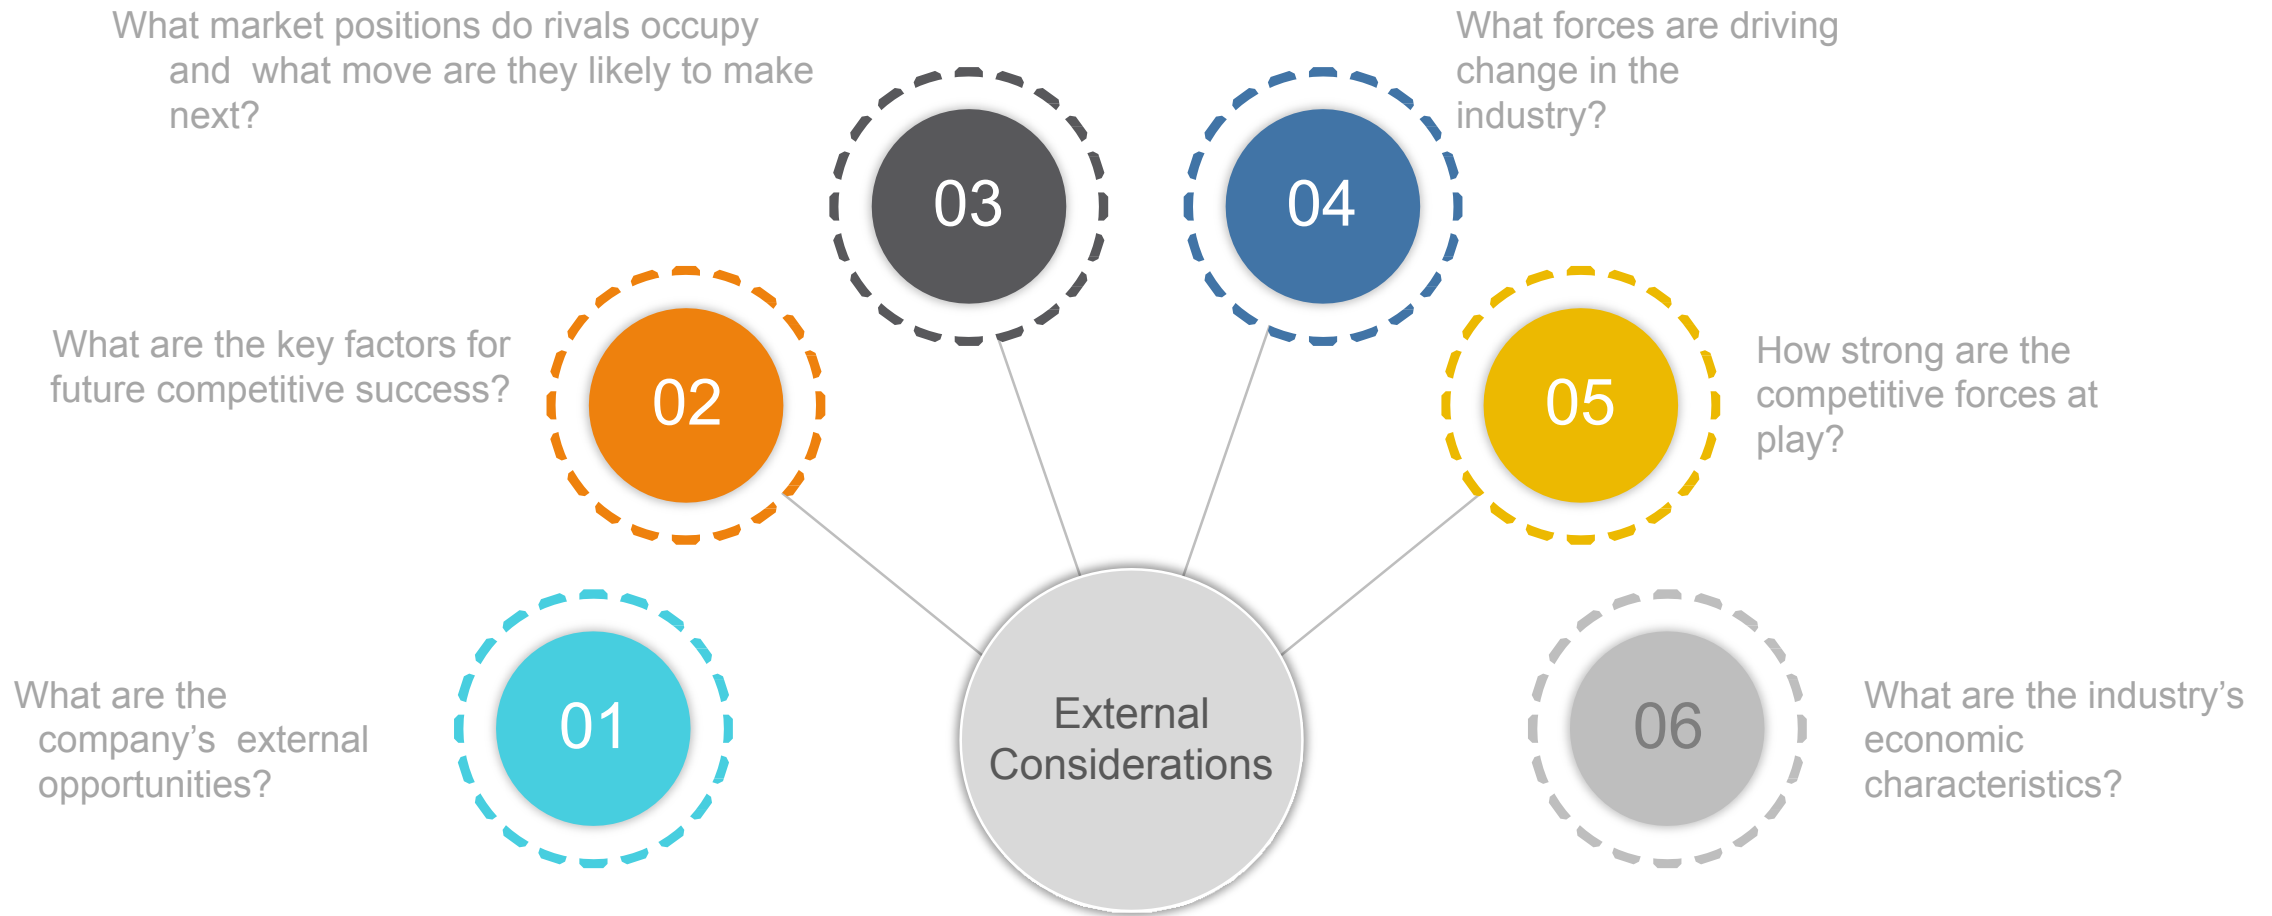 What market positions do rivals occupy
and what move are they likely to make
next?
03
04
What forces are driving
change in the
industry?
What are the key factors for
future competitive success?
02
05
How strong are the
competitive forces at
play?
What are the
company’s external
opportunities?
01
External
Considerations
06
What are the industry’s
economic
characteristics?